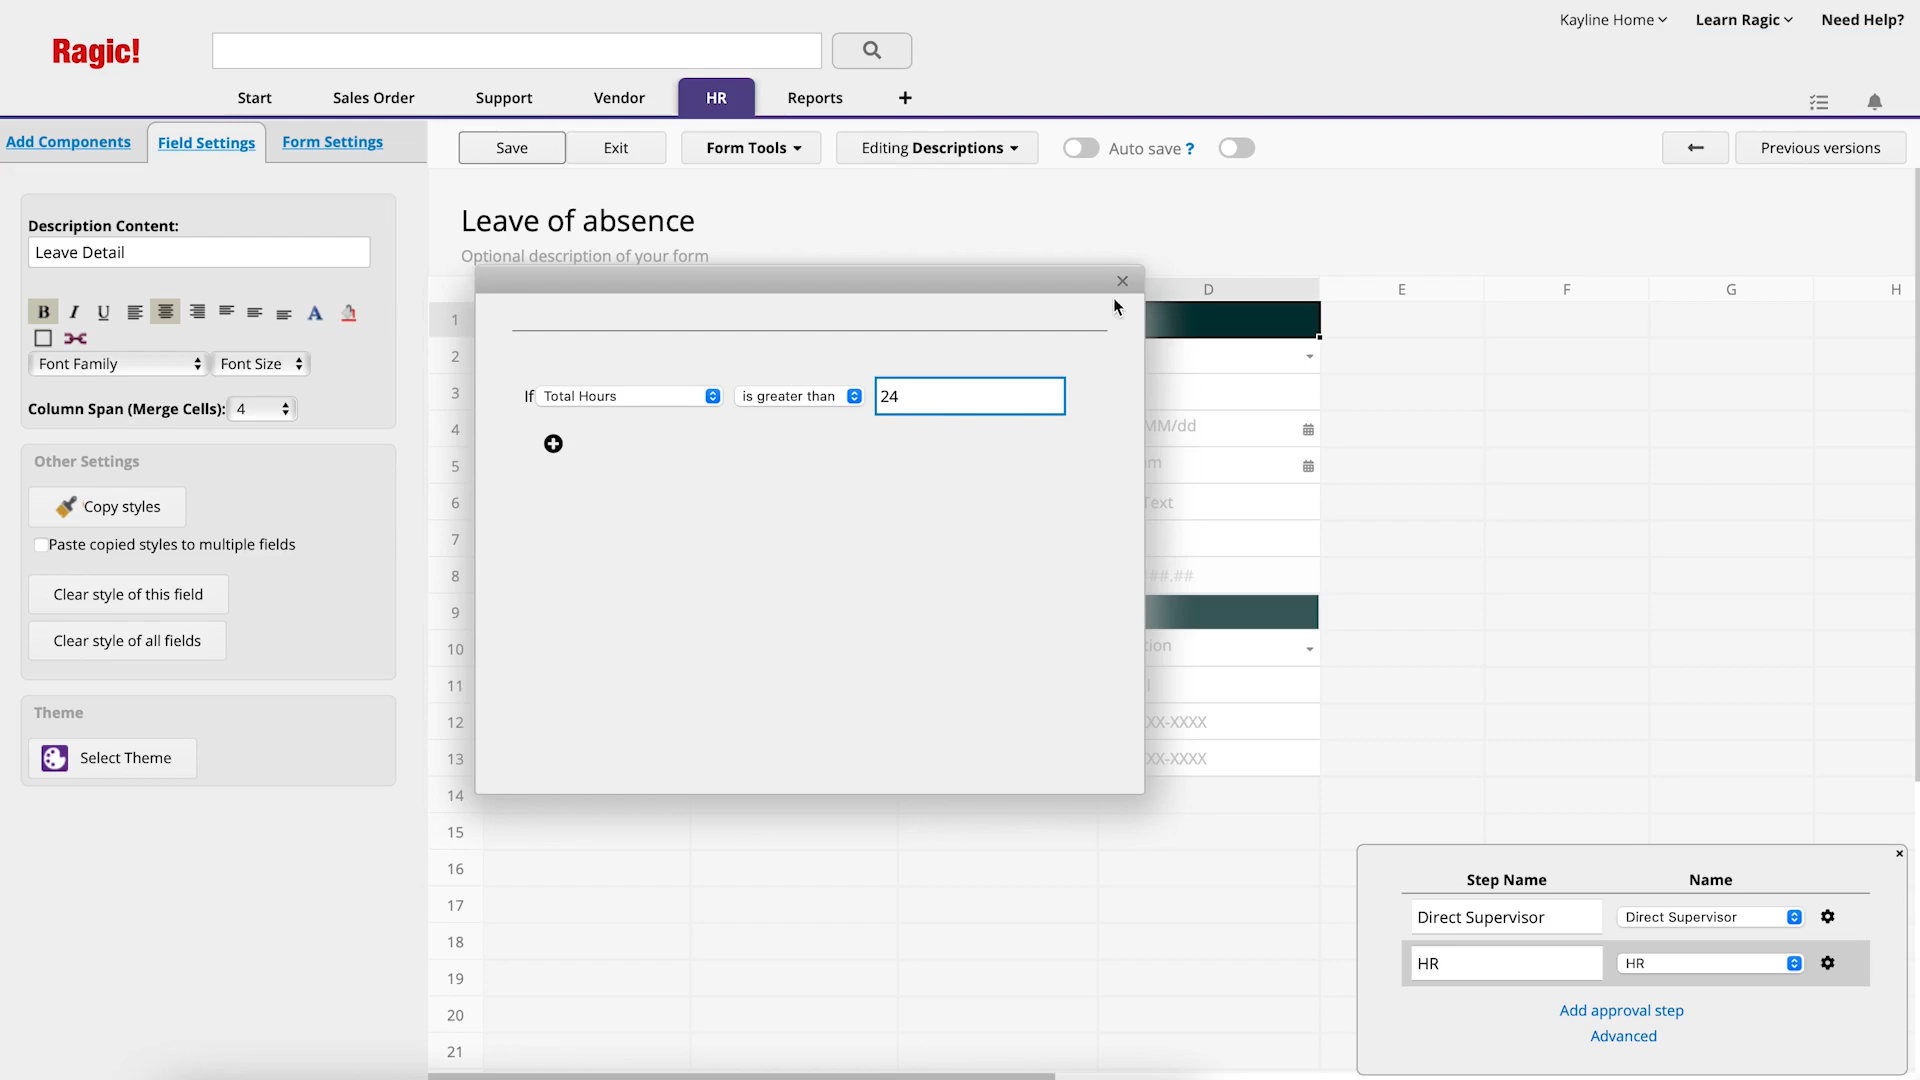 Kayline Home
Learn Ragic
Need Help?
Ragic!
Start
Sales Order
Support
Vendor
HR
Reports
+
Add Components
Field Settings
Form Settings
Save
Exit
Form Tools
Editing Descriptions
Auto save ?
Previous versions
Description Content:
Leave Detail
B I U A
Font Family
Font Size
Column Span (Merge Cells): 4
Other Settings
Copy styles
Paste copied styles to multiple fields
Clear style of this field
Clear style of all fields
Theme
Select Theme
Leave of absence
Optional description of your form
D E F G H
If Total Hours is greater than 24
1
2
3
4 MM/dd
5
6 Text
7
8 ##.##
9
10
11
12 XX-XXXX
13 XX-XXXX
14
15
16
17
18
19
20
21
Step Name Name
Direct Supervisor Direct Supervisor
HR HR
Add approval step
Advanced